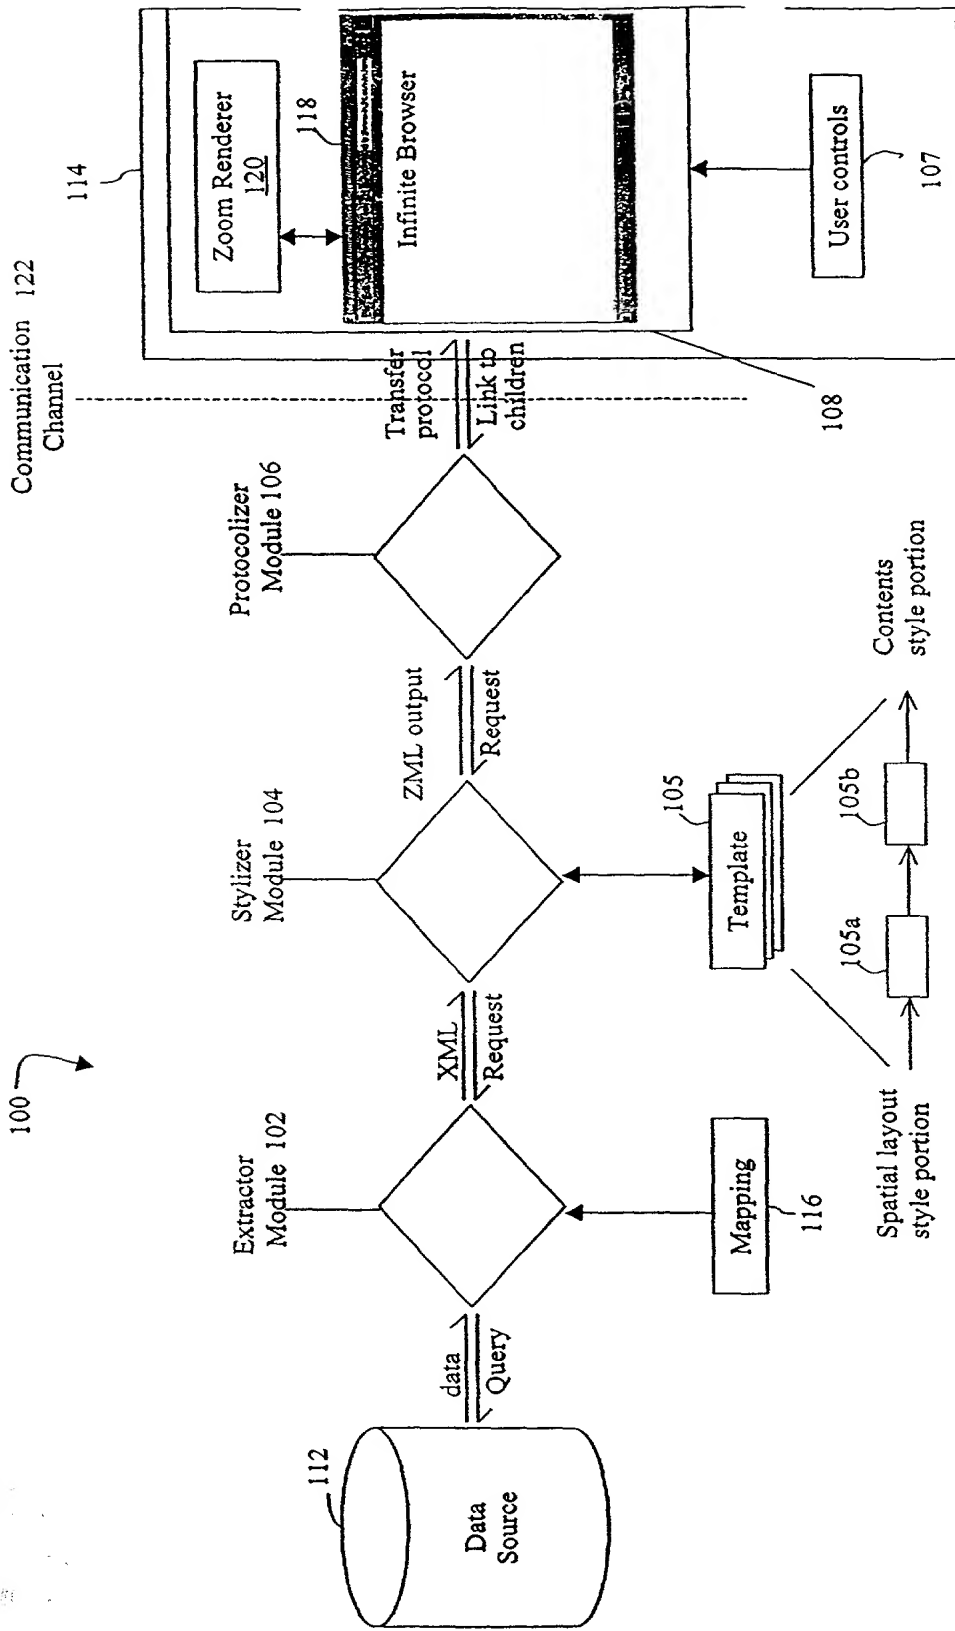 100
Communication 122
Channel
114
Zoom Renderer
120
118
Infinite Browser
User controls
107
108
Transfer
protocol
Link to
children
Protocolizer
Module 106
ZML output
Request
Stylizer
Module 104
105
Template
105a
105b
Spatial layout
style portion
Contents
style portion
XML
Request
Extractor
Module 102
Mapping
116
data
Query
112
Data
Source